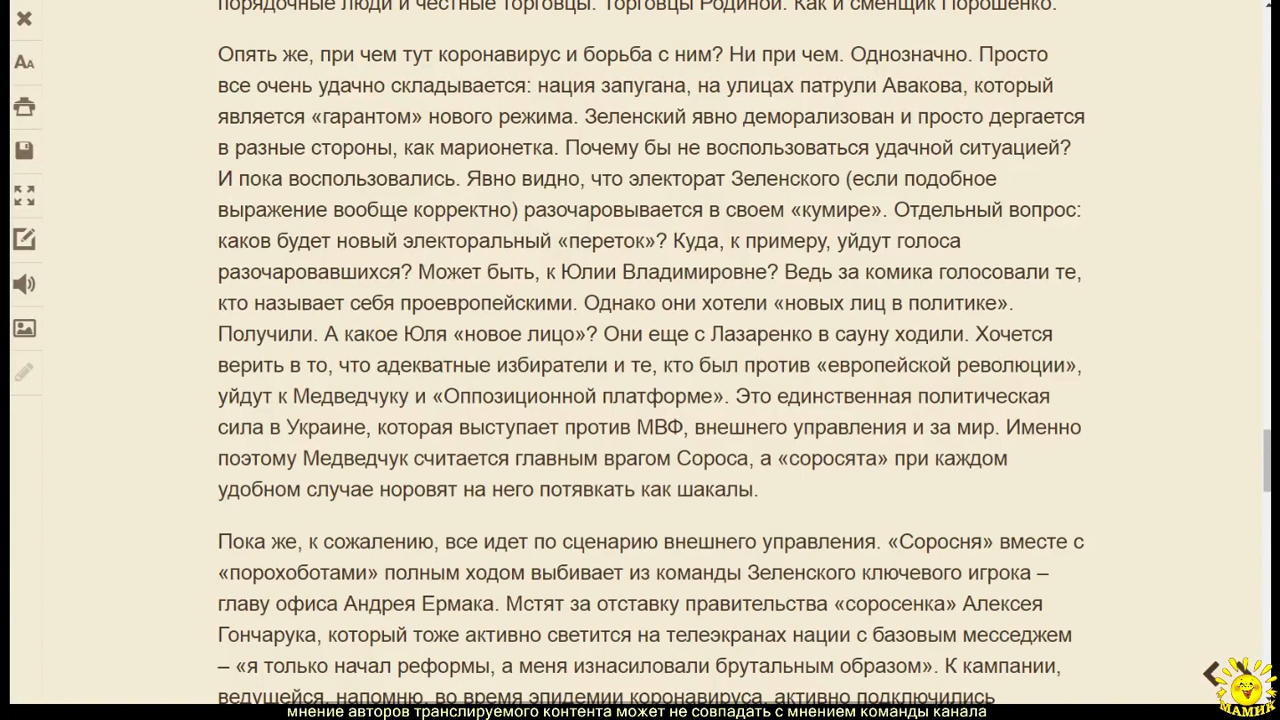 порядочные люди и честные торговцы. Торговцы Родиной. Как и сменщик Порошенко.
Опять же, при чем тут коронавирус и борьба с ним? Ни при чем. Однозначно. Просто
все очень удачно складывается: нация запугана, на улицах патрули Авакова, который
является «гарантом» нового режима. Зеленский явно деморализован и просто дергается
в разные стороны, как марионетка. Почему бы не воспользоваться удачной ситуацией?
И пока воспользовались. Явно видно, что электорат Зеленского (если подобное
выражение вообще корректно) разочаровывается в своем «кумире». Отдельный вопрос:
каков будет новый электоральный «переток»? Куда, к примеру, уйдут голоса
разочаровавшихся? Может быть, к Юлии Владимировне? Ведь за комика голосовали те,
кто называет себя проевропейскими. Однако они хотели «новых лиц в политике».
Получили. А какое Юля «новое лицо»? Они еще с Лазаренко в сауну ходили. Хочется
верить в то, что адекватные избиратели и те, кто был против «европейской революции»,
уйдут к Медведчуку и «Оппозиционной платформе». Это единственная политическая
сила в Украине, которая выступает против МВФ, внешнего управления и за мир. Именно
поэтому Медведчук считается главным врагом Сороса, а «соросята» при каждом
удобном случае норовят на него потявкать как шакалы.
Пока же, к сожалению, все идет по сценарию внешнего управления. «Соросня» вместе с
«порохоботами» полным ходом выбивает из команды Зеленского ключевого игрока –
главу офиса Андрея Ермака. Мстят за отставку правительства «соросенка» Алексея
Гончарука, который тоже активно светится на телеэкранах нации с базовым месседжем
– «я только начал реформы, а меня изнасиловали брутальным образом». К кампании,
ведущейся, напомню, во время эпидемии коронавируса, активно подключились
мнение авторов транслируемого контента может не совпадать с мнением команды канала
МАМИК